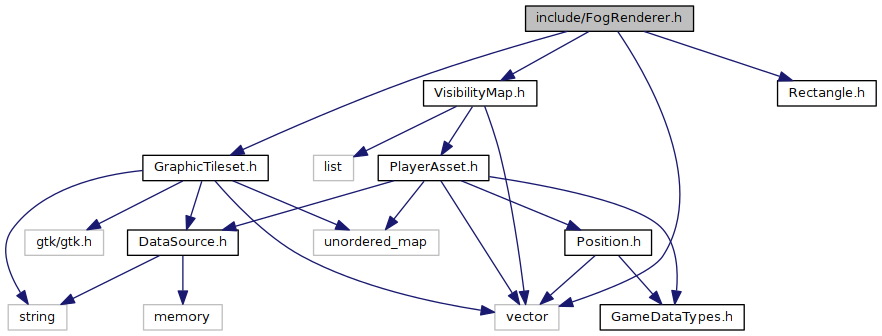 include/FogRenderer.h
VisibilityMap.h
Rectangle.h
GraphicTileset.h
list
PlayerAsset.h
gtk/gtk.h
DataSource.h
unordered_map
Position.h
string
memory
vector
GameDataTypes.h